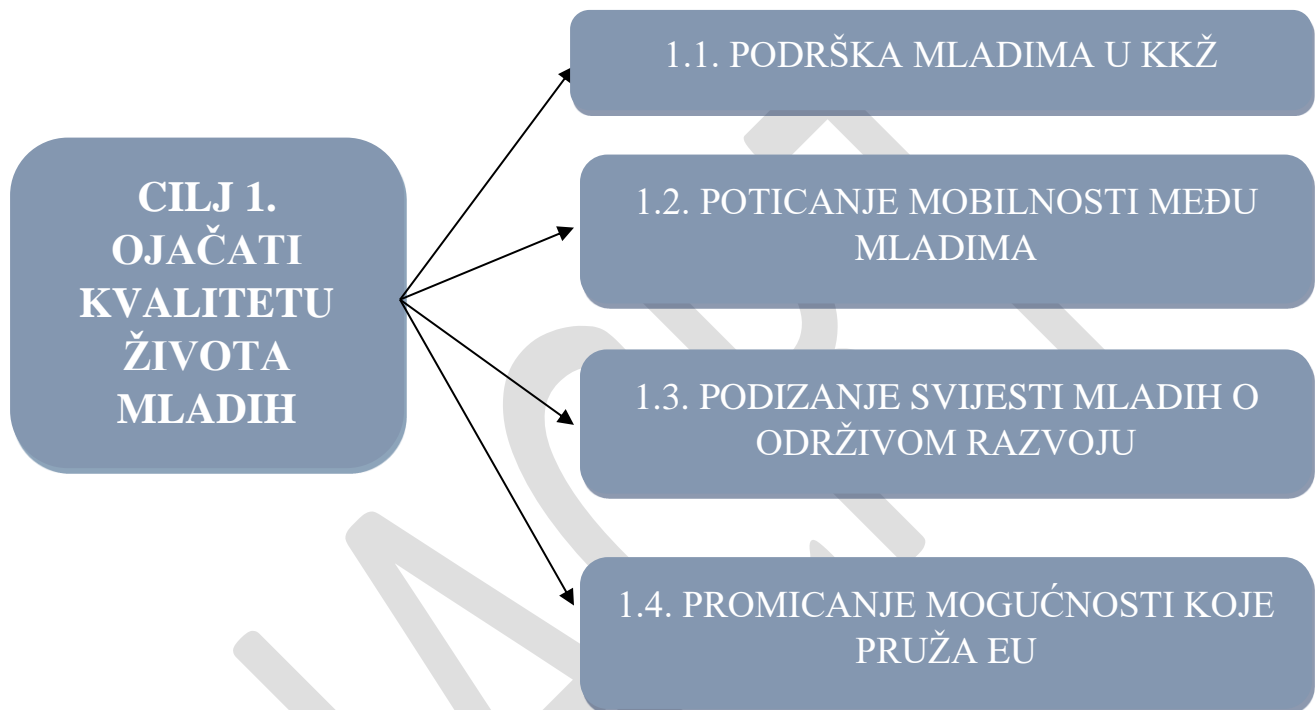 1.1. PODRŠKA MLADIMA U KKŽ
CILJ 1.
OJAČATI
KVALITETU
ŽIVOTA
MLADIH
1.2. POTICANJE MOBILNOSTI MEĐU
MLADIMA
1.3. PODIZANJE SVIJESTI MLADIH O
ODRŽIVOM RAZVOJU
1.4. PROMICANJE MOGUĆNOSTI KOJE
PRUŽA EU